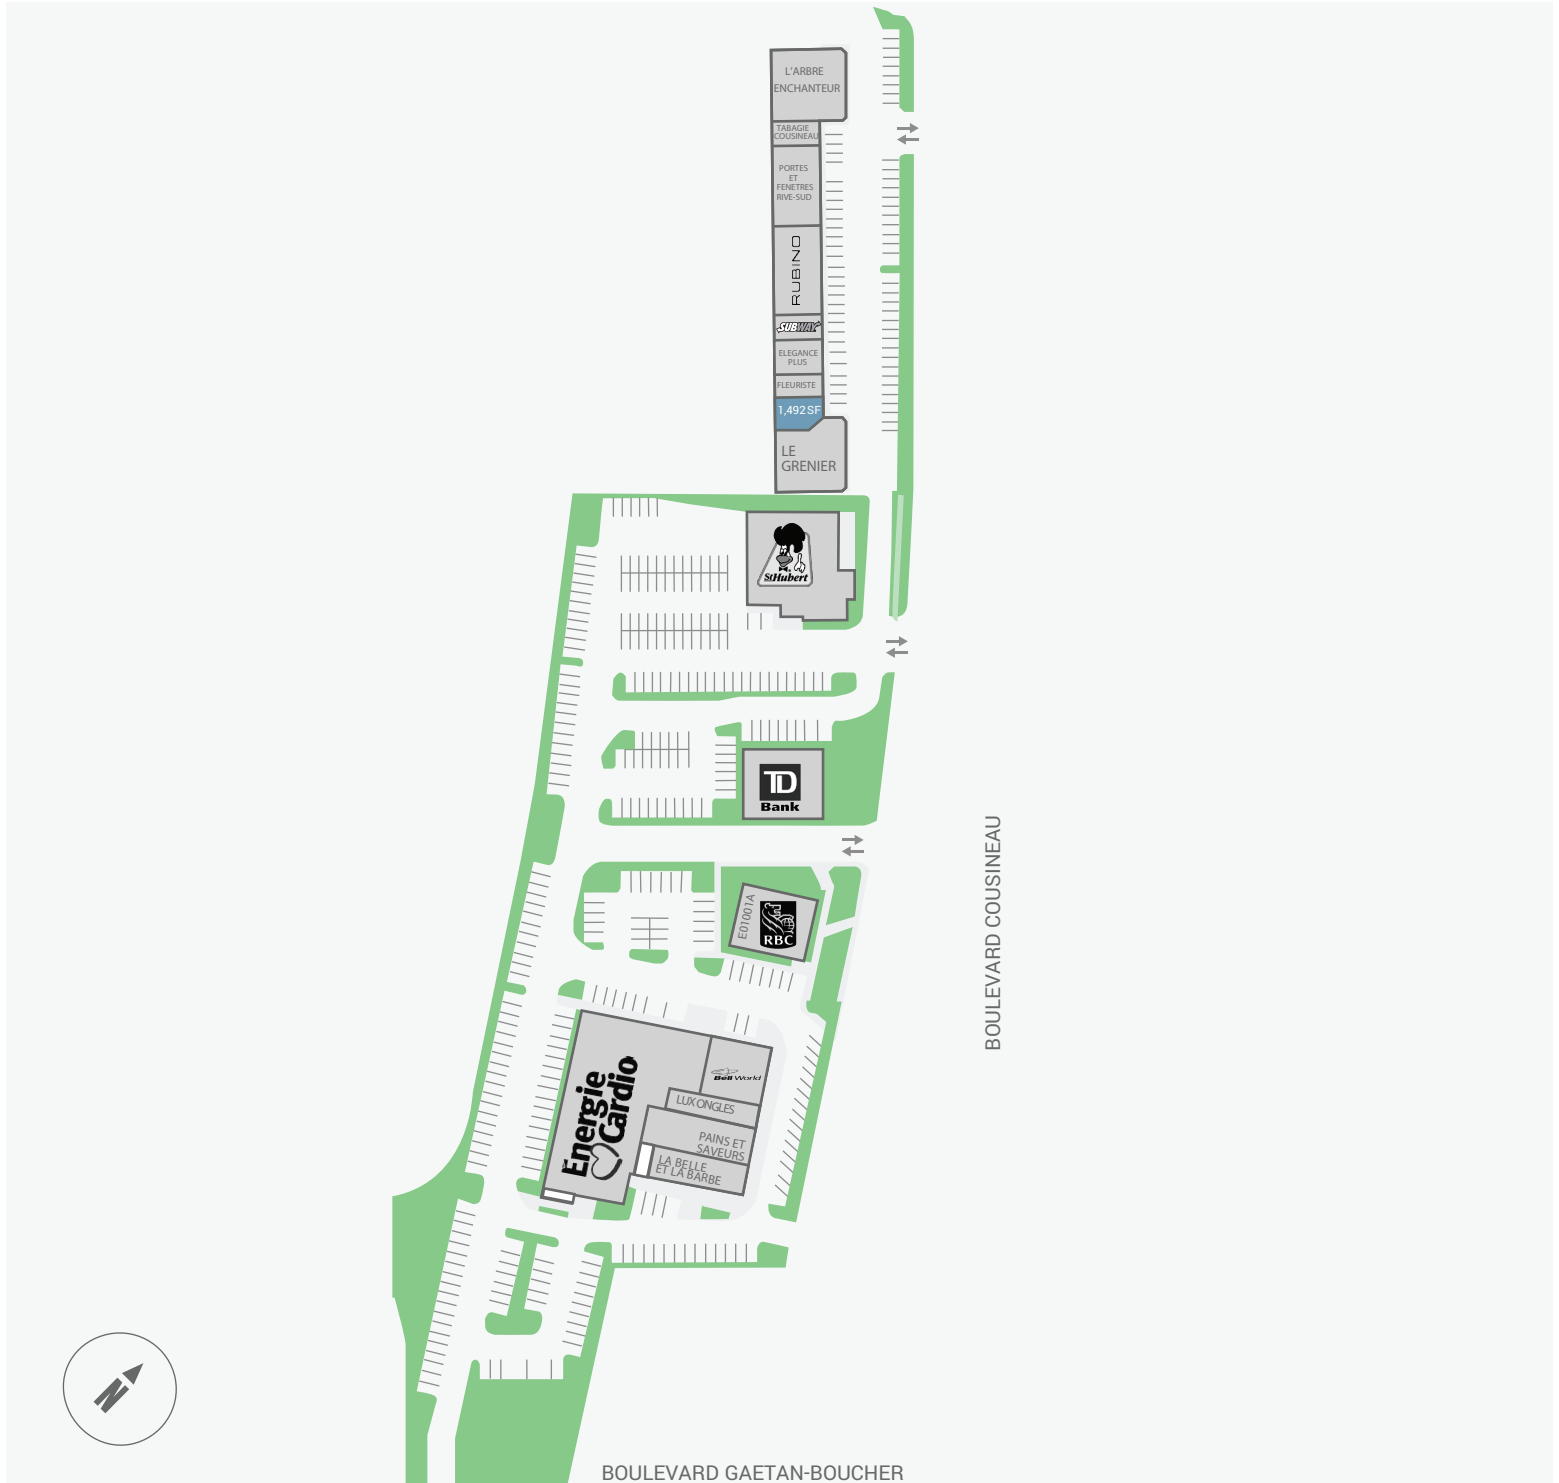 L'ARBRE
ENCHANTEUR
TABAGIE
COUSINEAU
PORTES
ET
FENETRES
RIVE-SUD
RUBINO
SUBWAY
ELEGANCE
PLUS
FLEURISTE
1,492 SF
LE
GRENIER
St-Hubert
TD
Bank
E01001A
RBC
BOULEVARD COUSINEAU
Energie
Cardio
Bell World
LUX ONGLES
PAINS ET
SAVEURS
LA BELLE
ET LA BARBE
N
BOULEVARD GAETAN-BOUCHER